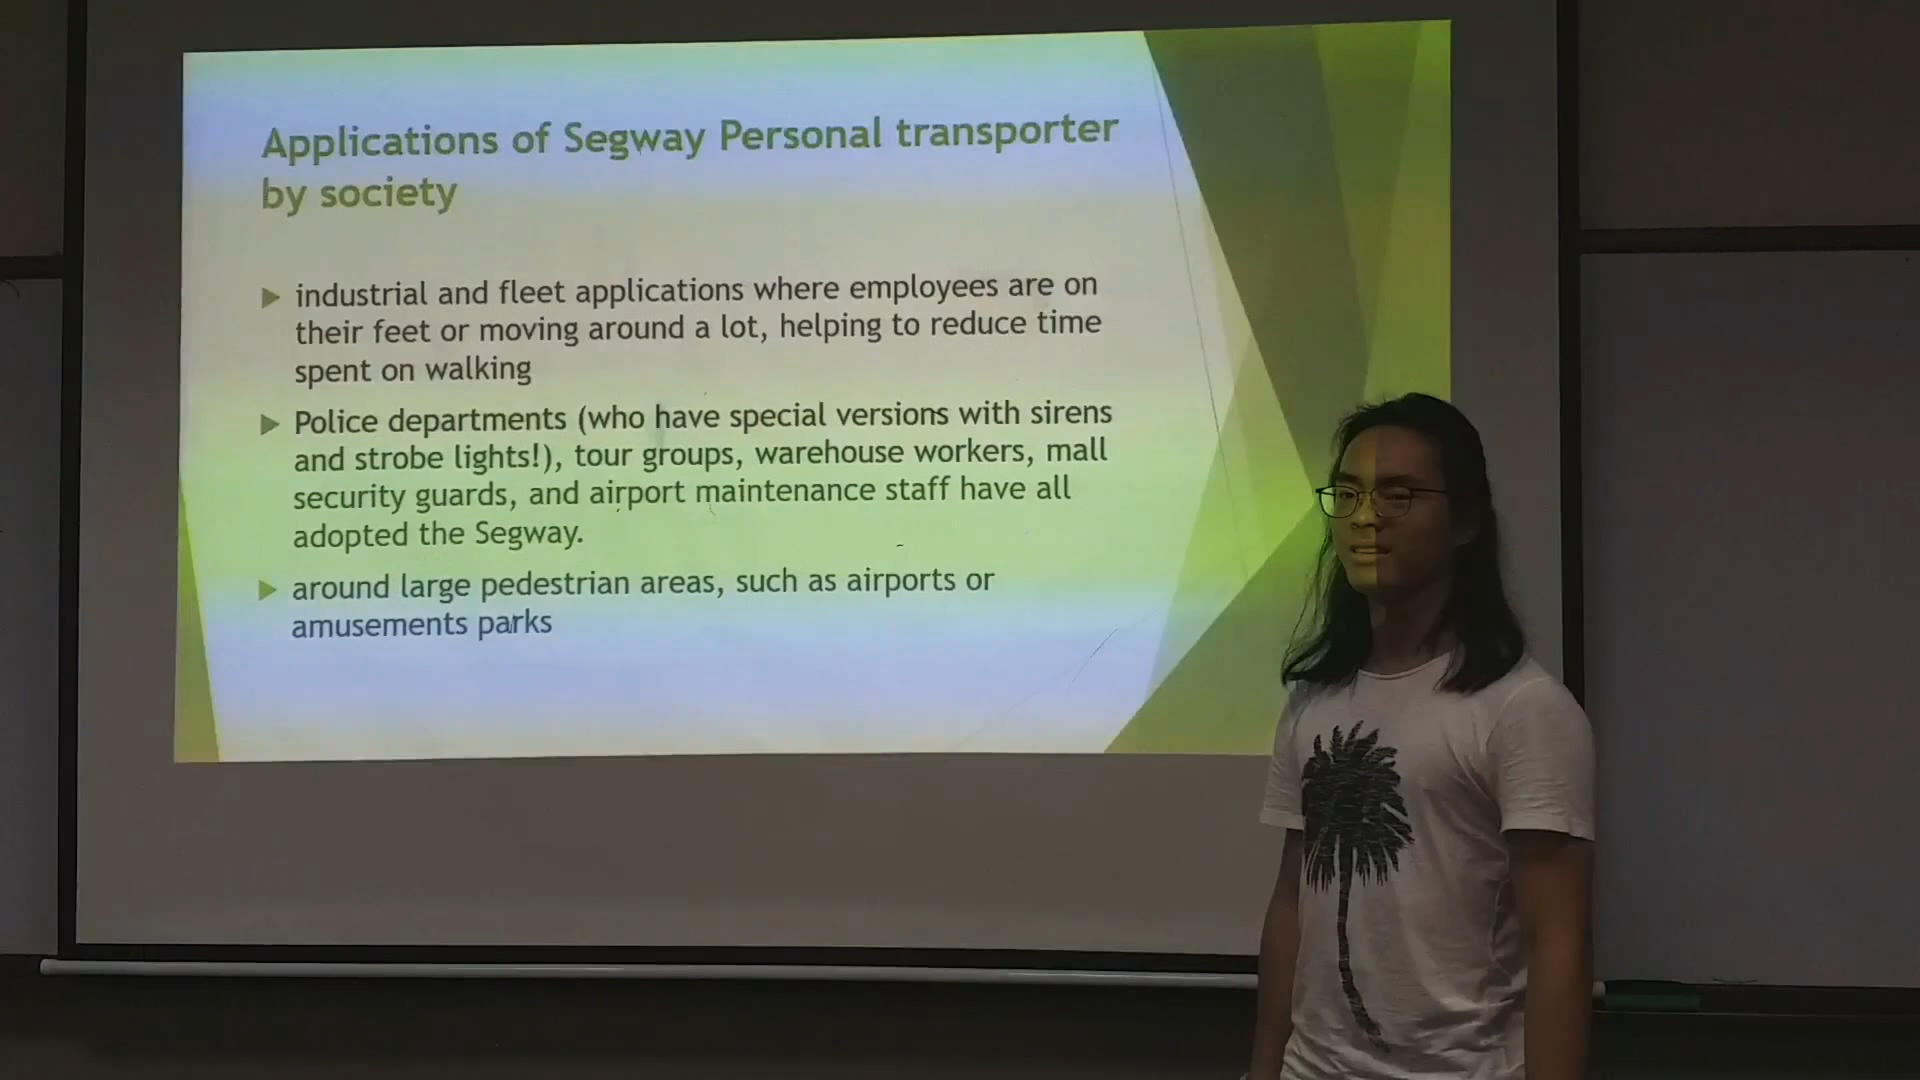 Applications of Segway Personal transporter
by society
industrial and fleet applications where employees are on
their feet or moving around a lot, helping to reduce time
spent on walking
Police departments (who have special versions with sirens
and strobe lights!), tour groups, warehouse workers, mall
security guards, and airport maintenance staff have all
adopted the Segway.
around large pedestrian areas, such as airports or
amusements parks